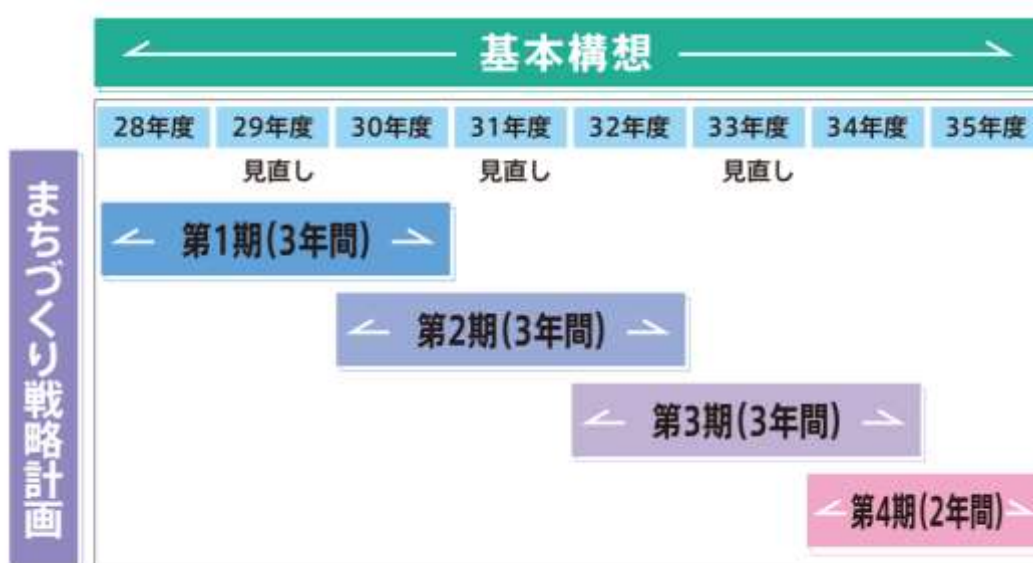 基本構想
28年度 29年度 30年度 31年度 32年度 33年度 34年度 35年度
見直し 見直し 見直し
まちづくり戦略計画
第1期(3年間)
第2期(3年間)
第3期(3年間)
第4期(2年間)